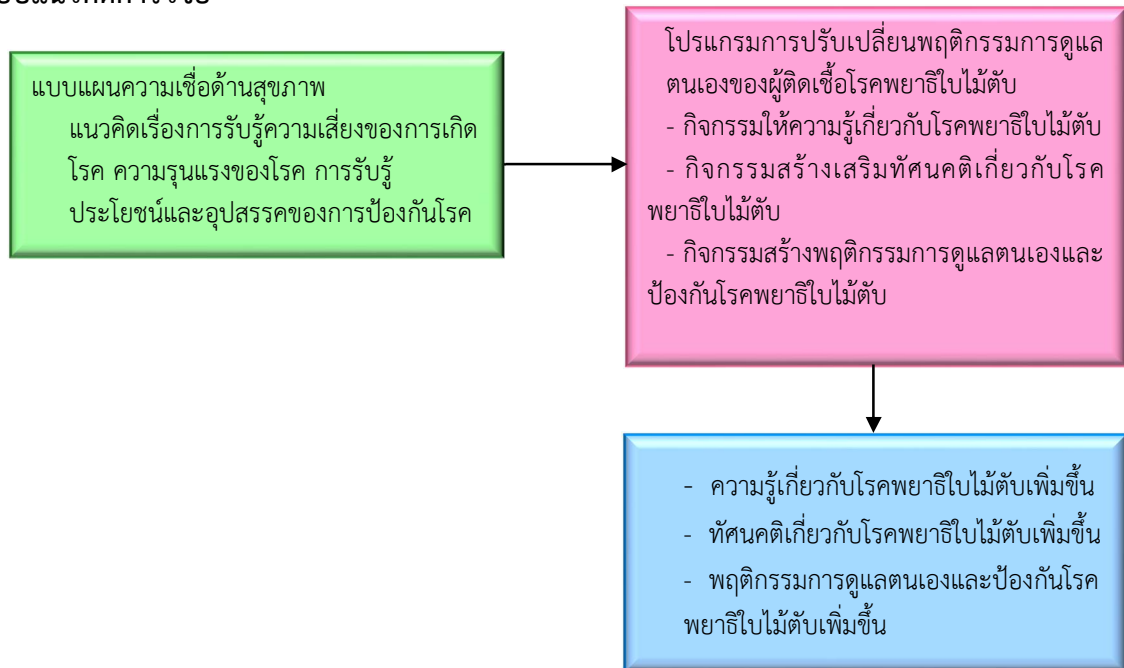 แบบแผนความเชื่อด้านสุขภาพ
แนวคิดเรื่องการรับรู้ความเสี่ยงของการเกิด
โรค ความรุนแรงของโรค การรับรู้
ประโยชน์และอุปสรรคของการป้องกันโรค
โปรแกรมการปรับเปลี่ยนพฤติกรรมการดูแล
ตนเองของผู้ติดเชื้อโรคพยาธิใบไม้ตับ
- กิจกรรมให้ความรู้เกี่ยวกับโรคพยาธิใบไม้ตับ
- กิจกรรมสร้างเสริมทัศนคติเกี่ยวกับโรค
พยาธิใบไม้ตับ
- กิจกรรมสร้างพฤติกรรมการดูแลตนเองและ
ป้องกันโรคพยาธิใบไม้ตับ
- ความรู้เกี่ยวกับโรคพยาธิใบไม้ตับเพิ่มขึ้น
- ทัศนคติเกี่ยวกับโรคพยาธิใบไม้ตับเพิ่มขึ้น
- พฤติกรรมการดูแลตนเองและป้องกันโรค
พยาธิใบไม้ตับเพิ่มขึ้น